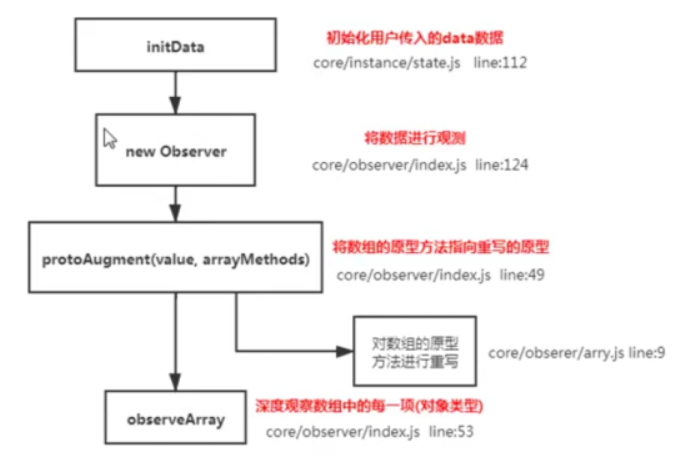 初始化用户传入的data数据
initData
core/instance/state.js line:112
将数据进行观测
new Observer
core/observer/index.js line:124
将数组的原型方法指向重写的原型
protoAugment(value, arrayMethods)
core/observer/index.js line:49
对数组的原型
方法进行重写
core/obserer/arry.js line:9
深度观察数组中的每一项(对象类型)
observeArray
core/observer/index.js line:53